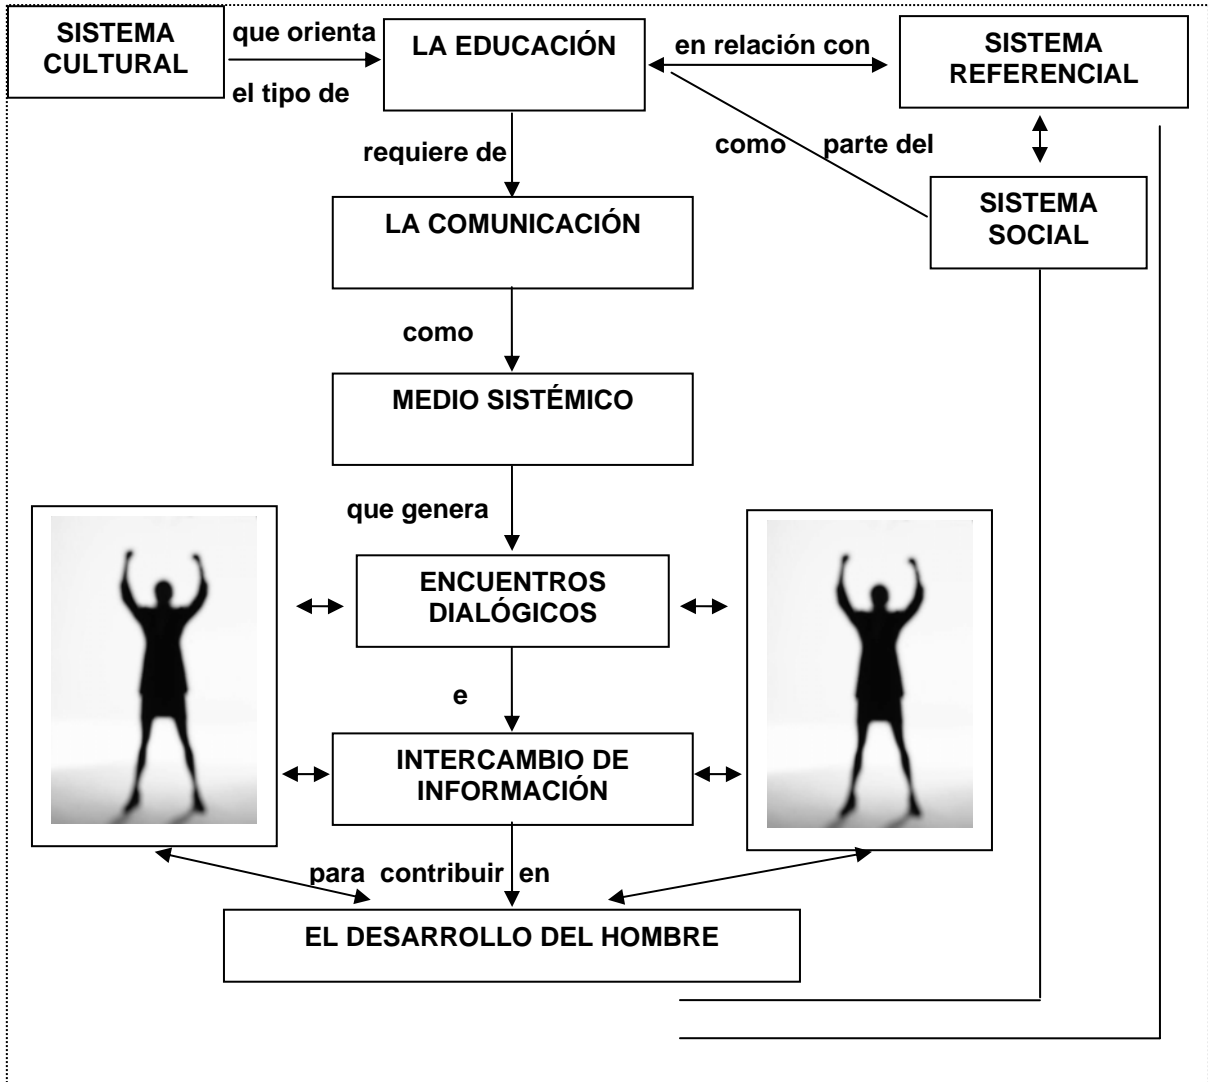 SISTEMA
CULTURAL
que orienta
el tipo de
LA EDUCACIÓN
en relación con
SISTEMA
REFERENCIAL
requiere de
como parte del
LA COMUNICACIÓN
SISTEMA
SOCIAL
como
MEDIO SISTÉMICO
que genera
ENCUENTROS
DIALÓGICOS
e
INTERCAMBIO DE
INFORMACIÓN
para contribuir en
EL DESARROLLO DEL HOMBRE